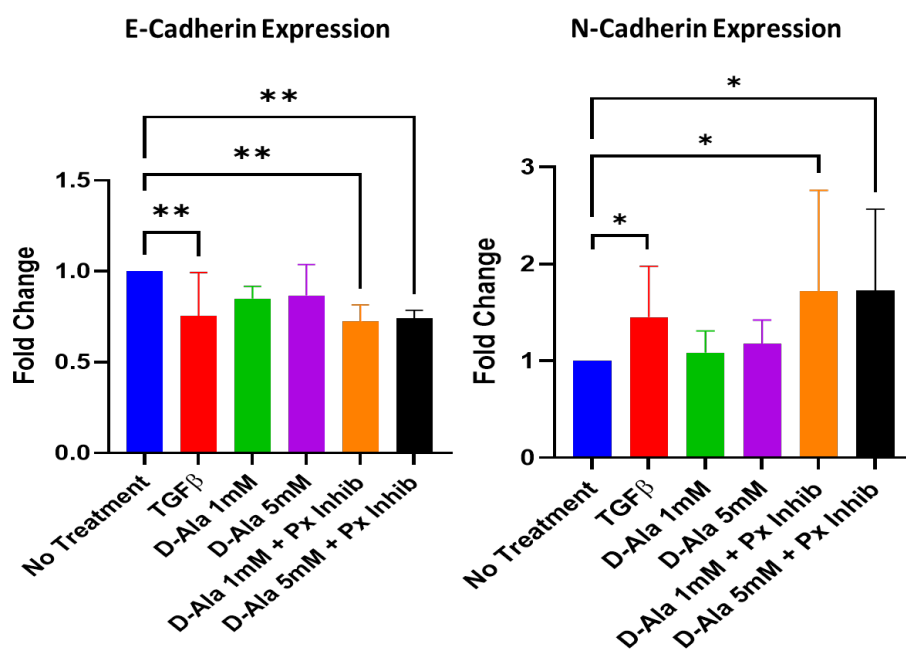 E-Cadherin Expression
**
**
**
1.5
1.0
0.5
0.0
Fold Change
No Treatment
TGFβ
D-Ala 1mM
D-Ala 5mM
D-Ala 1mM + Px Inhib
D-Ala 5mM + Px Inhib
N-Cadherin Expression
*
*
*
3
2
1
0
Fold Change
No Treatment
TGFβ
D-Ala 1mM
D-Ala 5mM
D-Ala 1mM + Px Inhib
D-Ala 5mM + Px Inhib